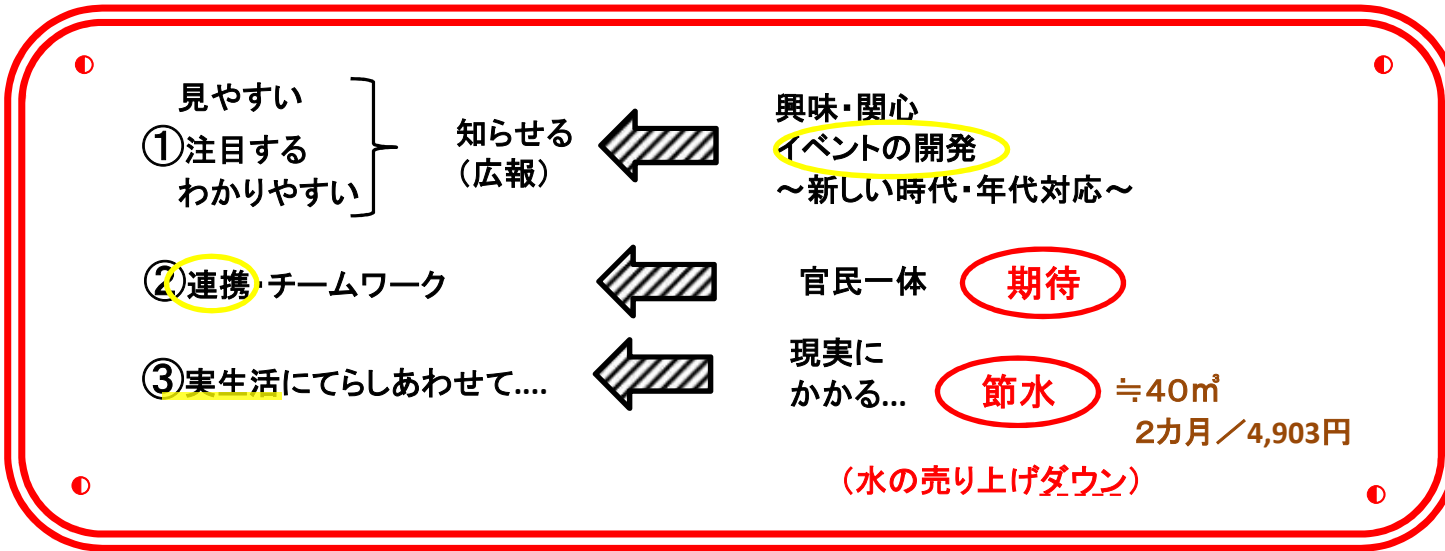 見やすい
①注目する
わかりやすい
知らせる
（広報）
興味・関心
イベントの開発
～新しい時代・年代対応～
②連携・チームワーク
官民一体
期待
③実生活にてらしあわせて....
現実に
かかる...
節水
≒40㎥
2カ月／4,903円
（水の売り上げダウン）